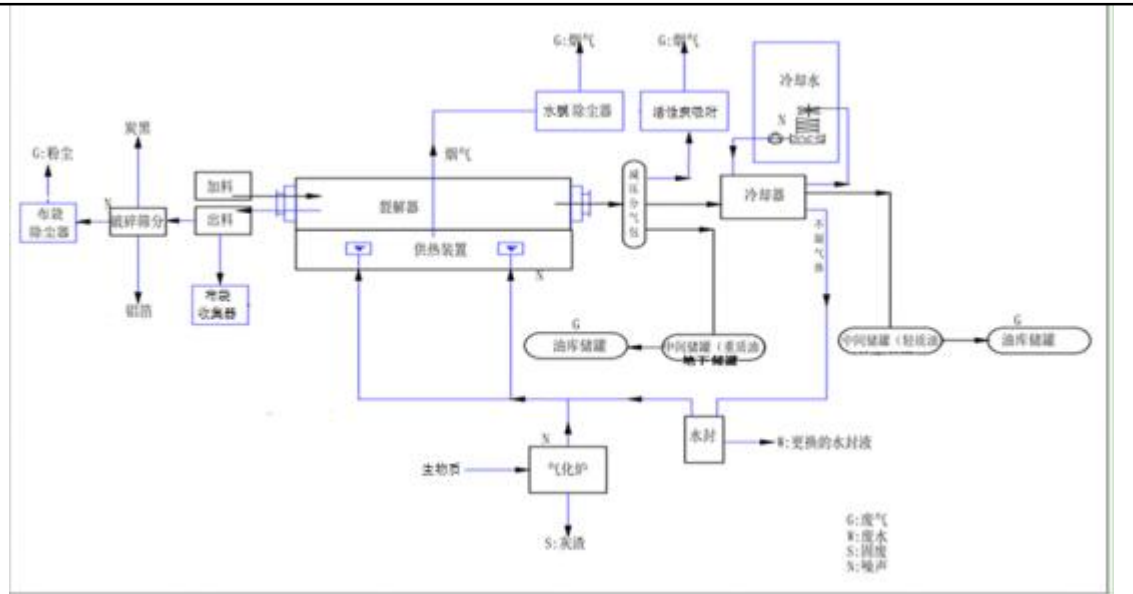 G:烟气
G:烟气
冷却水
N
水膜除尘器
活性炭吸附
炭黑
G:粉尘
烟气
加料
裂解器
减压分气包
冷却器
布袋
除尘器
N
破碎筛分
出料
供热装置
N
不凝气体
布袋
收集器
铝箔
G
油库储罐
中间储罐（重质油
地下储罐
中间储罐（轻质油
G
油库储罐
水封
W:更换的水封液
N
生物质
气化炉
S:灰渣
G:废气
W:废水
S:固废
N:噪声